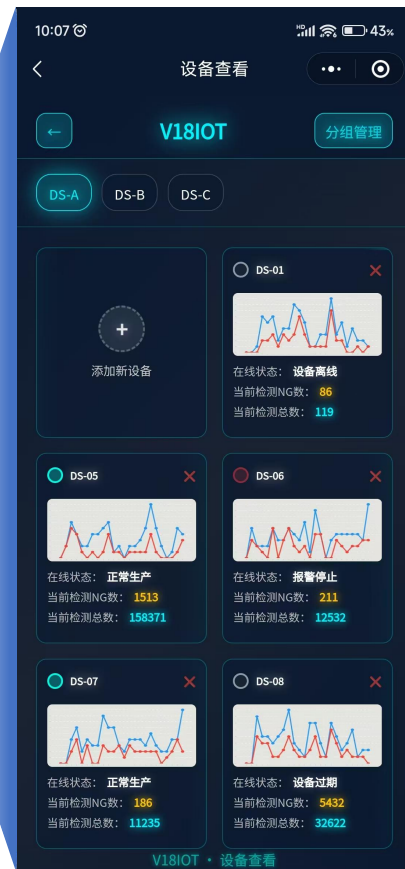 10:07
HD 43%
设备查看
← V18IOT 分组管理
DS-A DS-B DS-C
+
添加新设备
DS-01
在线状态: 设备离线
当前检测NG数: 86
当前检测总数: 119
DS-05
在线状态: 正常生产
当前检测NG数: 1513
当前检测总数: 158371
DS-06
在线状态: 报警停止
当前检测NG数: 211
当前检测总数: 12532
DS-07
在线状态: 正常生产
当前检测NG数: 186
当前检测总数: 11235
DS-08
在线状态: 设备过期
当前检测NG数: 5432
当前检测总数: 32622
V18IOT · 设备查看